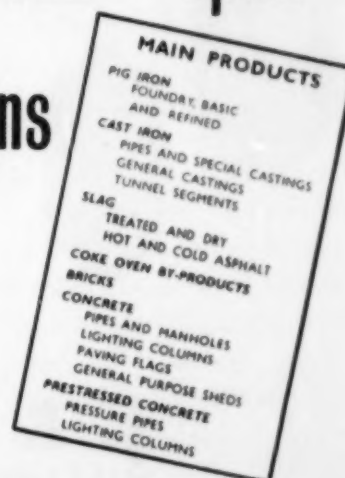 ns
MAIN PRODUCTS
PIG IRON
FOUNDRY, BASIC
AND REFINED
CAST IRON
PIPES AND SPECIAL CASTINGS
GENERAL CASTINGS
TUNNEL SEGMENTS
SLAG
TREATED AND DRY
HOT AND COLD ASPHALT
COKE OVEN BY-PRODUCTS
BRICKS
CONCRETE
PIPES AND MANHOLES
LIGHTING COLUMNS
PAVING FLAGS
GENERAL PURPOSE SHEDS
PRESTRESSED CONCRETE
PRESSURE PIPES
LIGHTING COLUMNS